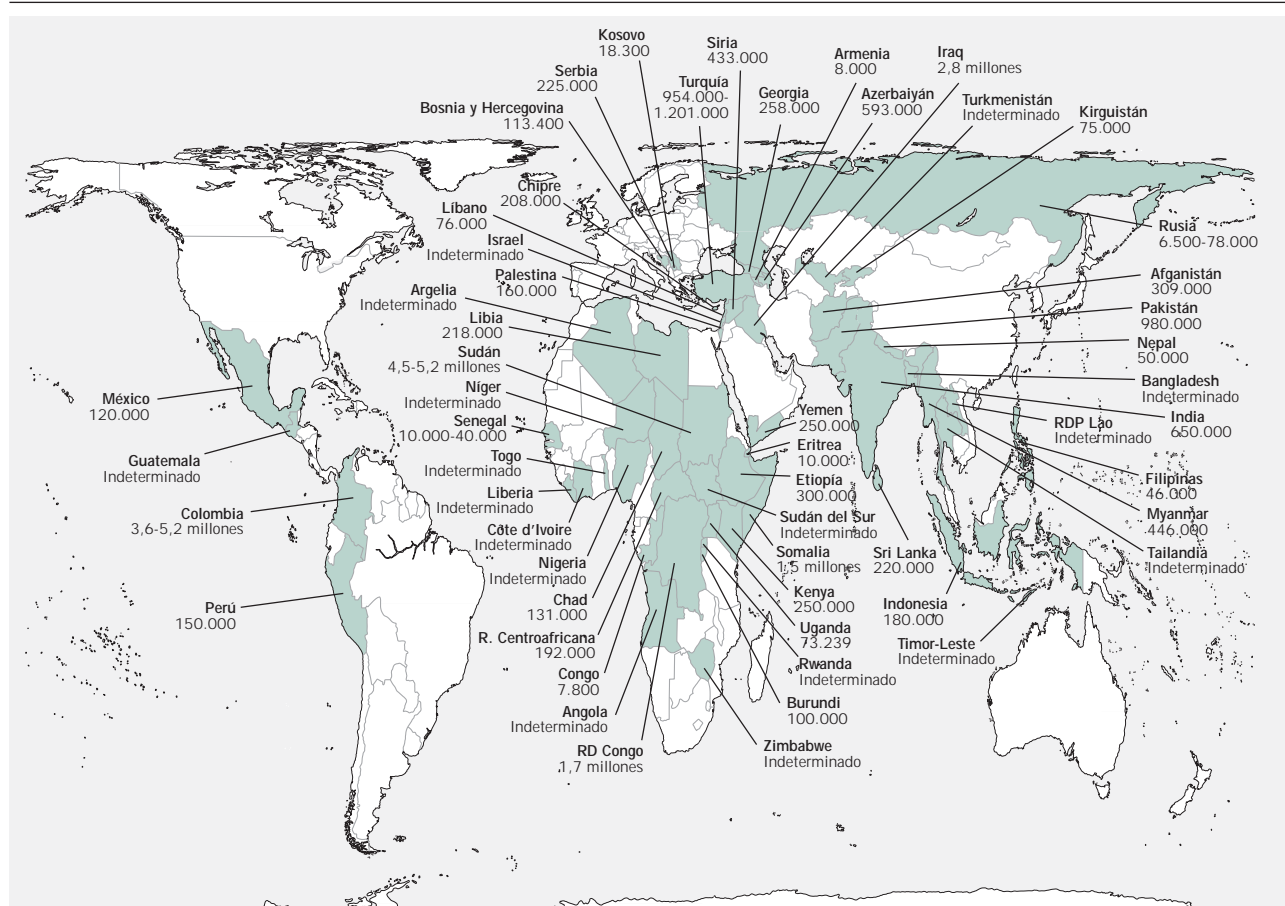 Kosovo
18.300
Siria
433.000
Armenia
8.000
Iraq
2,8 millones
Serbia
225.000
Turquía
954.000-
1.201.000
Georgia
258.000
Azerbaiyán
593.000
Turkmenistán
Indeterminado
Kirguistán
75.000
Bosnia y Hercegovina
113.400
Chipre
208.000
Líbano
76.000
Israel
Indeterminado
Palestina
160.000
Argelia
Indeterminado
Libia
218.000
Sudán
4,5-5,2 millones
Níger
Indeterminado
Senegal
10.000-40.000
Togo
Indeterminado
Liberia
Indeterminado
Côte d'Ivoire
Indeterminado
Nigeria
Indeterminado
Chad
131.000
R. Centroafricana
192.000
Congo
7.800
Angola
Indeterminado
RD Congo
1,7 millones
México
120.000
Guatemala
Indeterminado
Colombia
3,6-5,2 millones
Perú
150.000
Rusia
6.500-78.000
Afganistán
309.000
Pakistán
980.000
Nepal
50.000
Bangladesh
Indeterminado
India
650.000
RDP Lao
Indeterminado
Filipinas
46.000
Myanmar
446.000
Tailandia
Indeterminado
Yemen
250.000
Eritrea
10.000
Etiopía
300.000
Sudán del Sur
Indeterminado
Somalia
1,5 millones
Kenya
250.000
Uganda
73.239
Rwanda
Indeterminado
Burundi
100.000
Zimbabwe
Indeterminado
Sri Lanka
220.000
Indonesia
180.000
Timor-Leste
Indeterminado